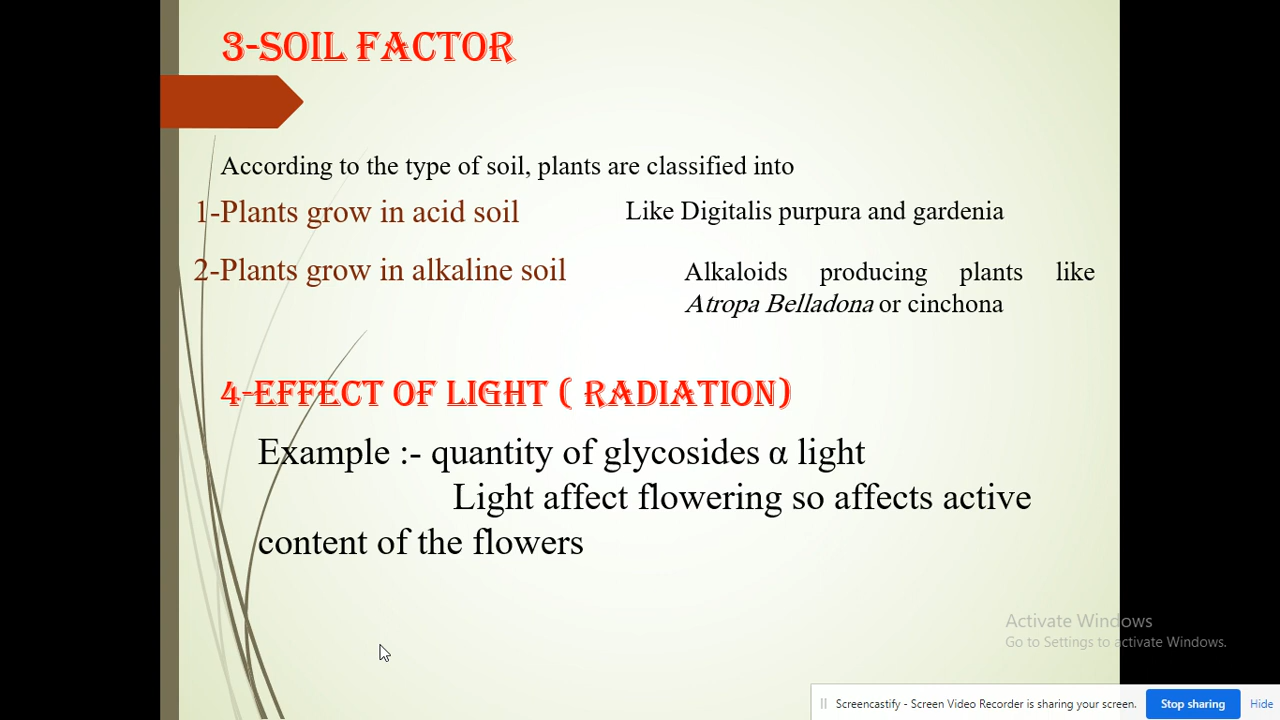 3-SOIL FACTOR
According to the type of soil, plants are classified into
1-Plants grow in acid soil
Like Digitalis purpura and gardenia
2-Plants grow in alkaline soil
Alkaloids producing plants like
Atropa Belladona or cinchona
4-EFFECT OF LIGHT ( RADIATION)
Example :- quantity of glycosides α light
Light affect flowering so affects active
content of the flowers
Activate Windows
Go to Settings to activate Windows.
Screencastify - Screen Video Recorder is sharing your screen. Stop sharing Hide